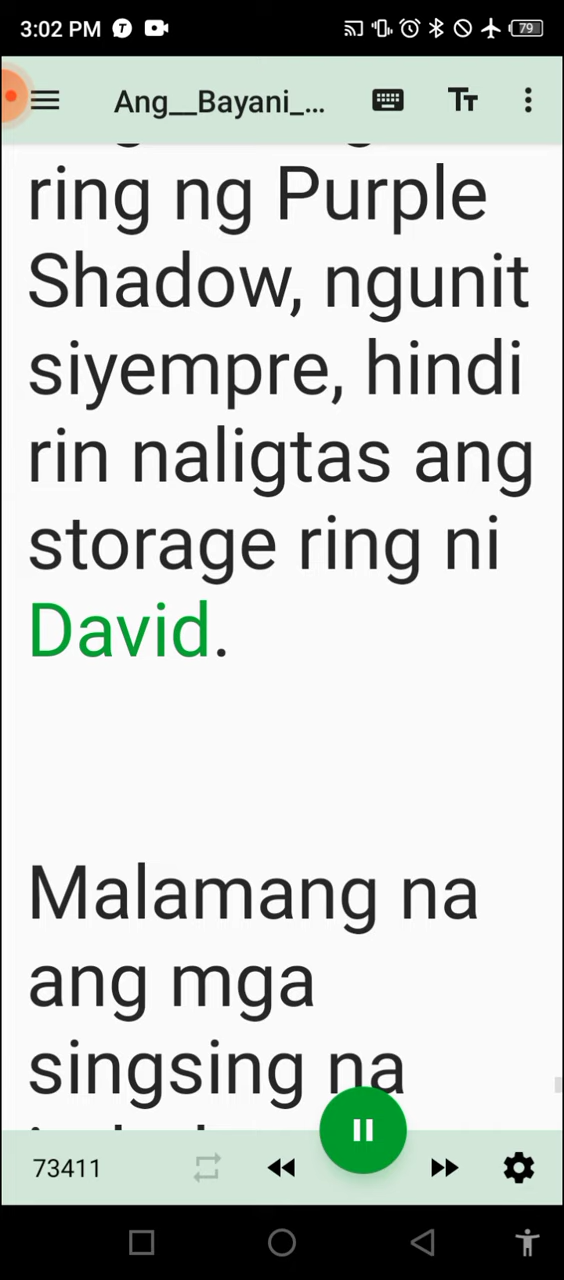 3:02 PM
79
Ang__Bayani_...
ring ng Purple
Shadow, ngunit
siyempre, hindi
rin naligtas ang
storage ring ni
David.
Malamang na
ang mga
singsing na
73411